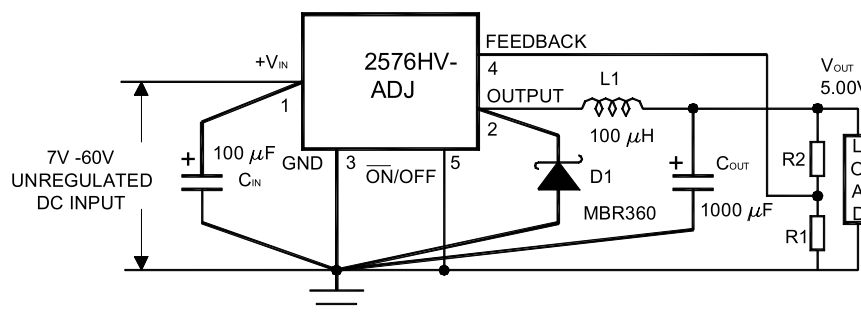 2576HV-
ADJ
FEEDBACK
4
+VIN
1
OUTPUT
2
L1
100 μH
VOUT
5.00V
7V -60V
UNREGULATED
DC INPUT
+
100 μF
CIN
GND
3
ON/OFF
5
D1
MBR360
+
COUT
1000 μF
R2
R1
LOAD